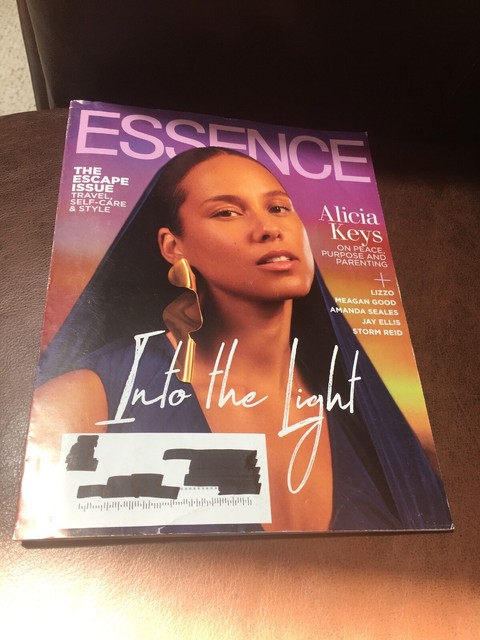 ESSENCE
THE
ESCAPE
ISSUE
TRAVEL,
SELF-CARE
& STYLE
Alicia
Keys
ON PEACE,
PURPOSE AND
PARENTING
+
LIZZO
MEAGAN GOOD
AMANDA SEALES
JAY ELLIS
STORM REID
Into the Light